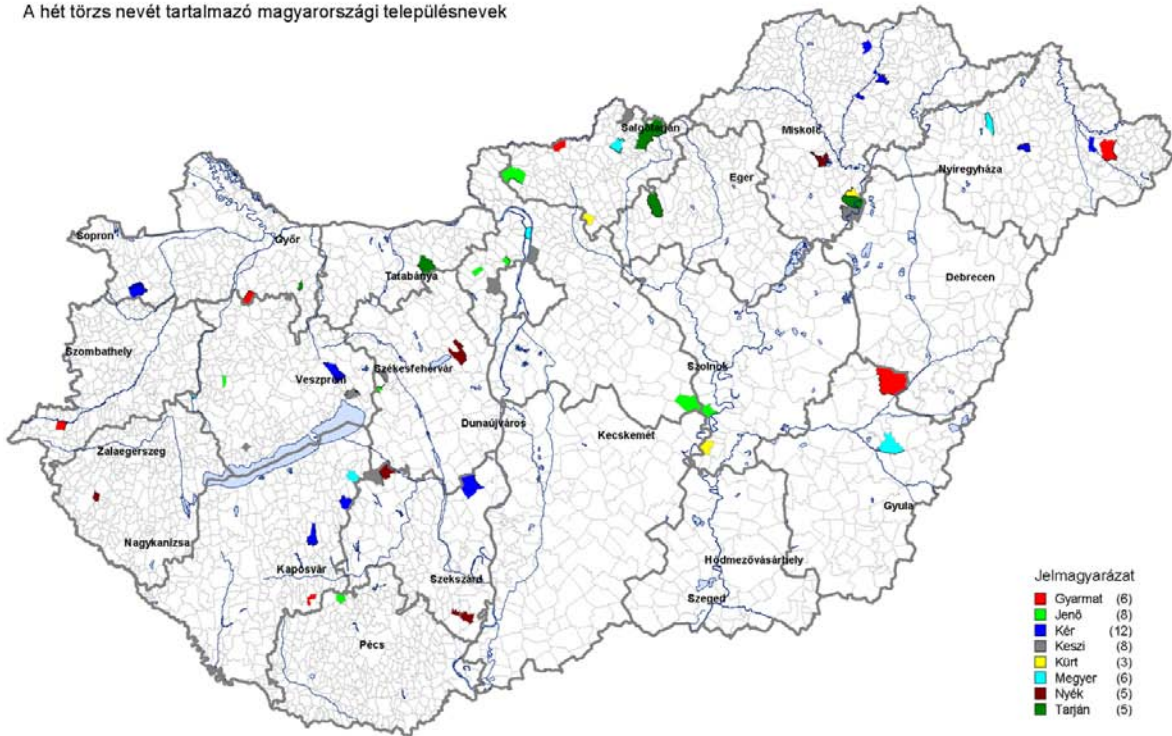 A hét törzs nevét tartalmazó magyarországi településnevek
Salgótarján
Miskolc
Eger
Nyíregyháza
Sopron
Győr
Tatabánya
Debrecen
Szombathely
Veszprém
Székesfehérvár
Szolnok
Dunaújváros
Kecskemét
Zalaegerszeg
Gyula
Nagykanizsa
Kaposvár
Hódmezővásárhely
Szekszárd
Szeged
Pécs
Jelmagyarázat
Gyarmat (6)
Jenő (8)
Kér (12)
Keszi (8)
Kürt (3)
Megyer (6)
Nyék (5)
Tarján (5)